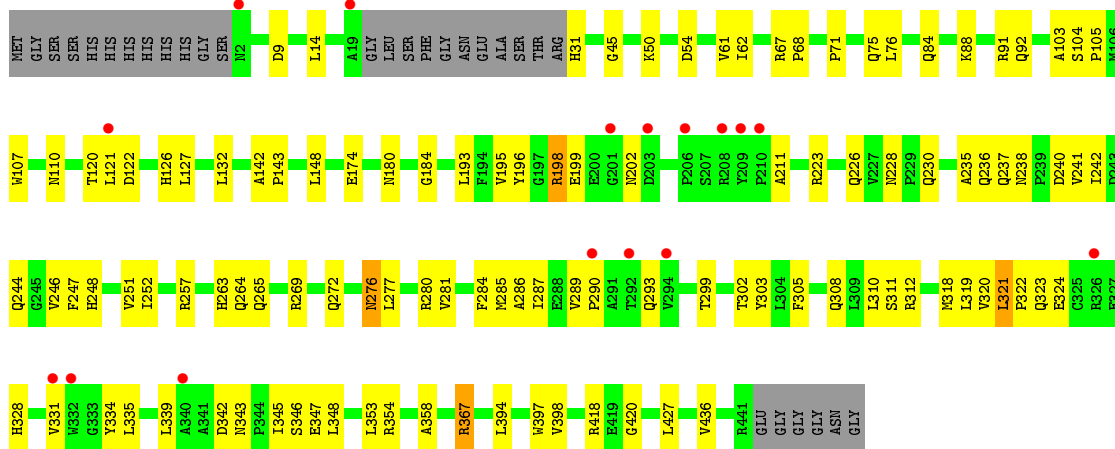 MET GLY SER SER HIS HIS HIS HIS HIS HIS GLY SER N2 D9 L14 A19 GLY LEU SER PHE GLY ASN GLU ALA SER THR ARG H31 G45 K50 D54 V61 I62 R67 P68 P71 Q75 L76 Q84 K88 R91 Q92 A103 S104 P105 M106
W107 N110 T120 L121 D122 H126 L127 L132 A142 P143 L148 E174 N180 G184 L193 F194 V195 Y196 G197 R198 E199 E200 G201 N202 D203 P206 S207 R208 Y209 P210 A211 R223 Q226 V227 N228 P229 Q230 A235 Q236 Q237 N238 P239 D240 V241 I242 P243
Q244 G245 V246 F247 H248 V251 I252 R257 H263 Q264 Q265 R269 Q272 N276 L277 R280 V281 F284 M285 A286 I287 E288 V289 P290 A291 T292 Q293 V294 T299 T302 Y303 L304 F305 Q308 L309 L310 S311 R312 M318 L319 V320 L321 P322 Q323 E324 C325 R326
H328 V331 W332 G333 Y334 L335 L339 A340 A341 D342 N343 P344 I345 S346 E347 L348 L353 R354 A358 R367 L394 W397 V398 R418 E419 G420 L427 V436 R441 GLU GLY GLY GLY GLY ASN GLY